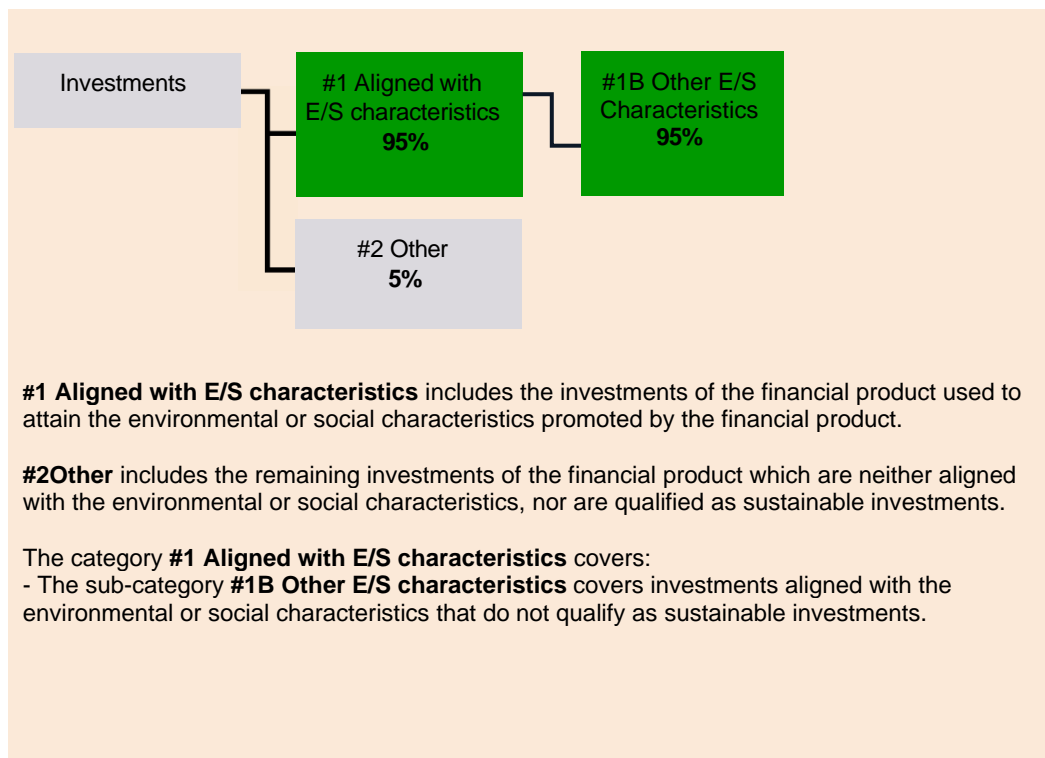 Investments
#1 Aligned with
E/S characteristics
95%
#1B Other E/S
Characteristics
95%
#2 Other
5%
#1 Aligned with E/S characteristics includes the investments of the financial product used to
attain the environmental or social characteristics promoted by the financial product.
#2Other includes the remaining investments of the financial product which are neither aligned
with the environmental or social characteristics, nor are qualified as sustainable investments.
The category #1 Aligned with E/S characteristics covers:
- The sub-category #1B Other E/S characteristics covers investments aligned with the
environmental or social characteristics that do not qualify as sustainable investments.